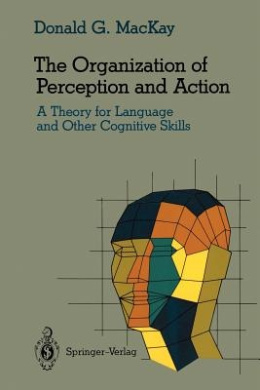 Donald G. MacKay
The Organization of
Perception and Action
A Theory for Language
and Other Cognitive Skills
Springer-Verlag